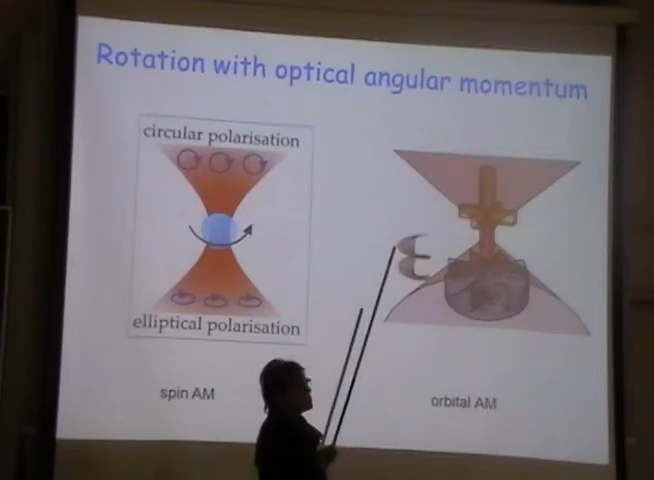 Rotation with optical angular momentum
circular polarisation
elliptical polarisation
spin AM
orbital AM